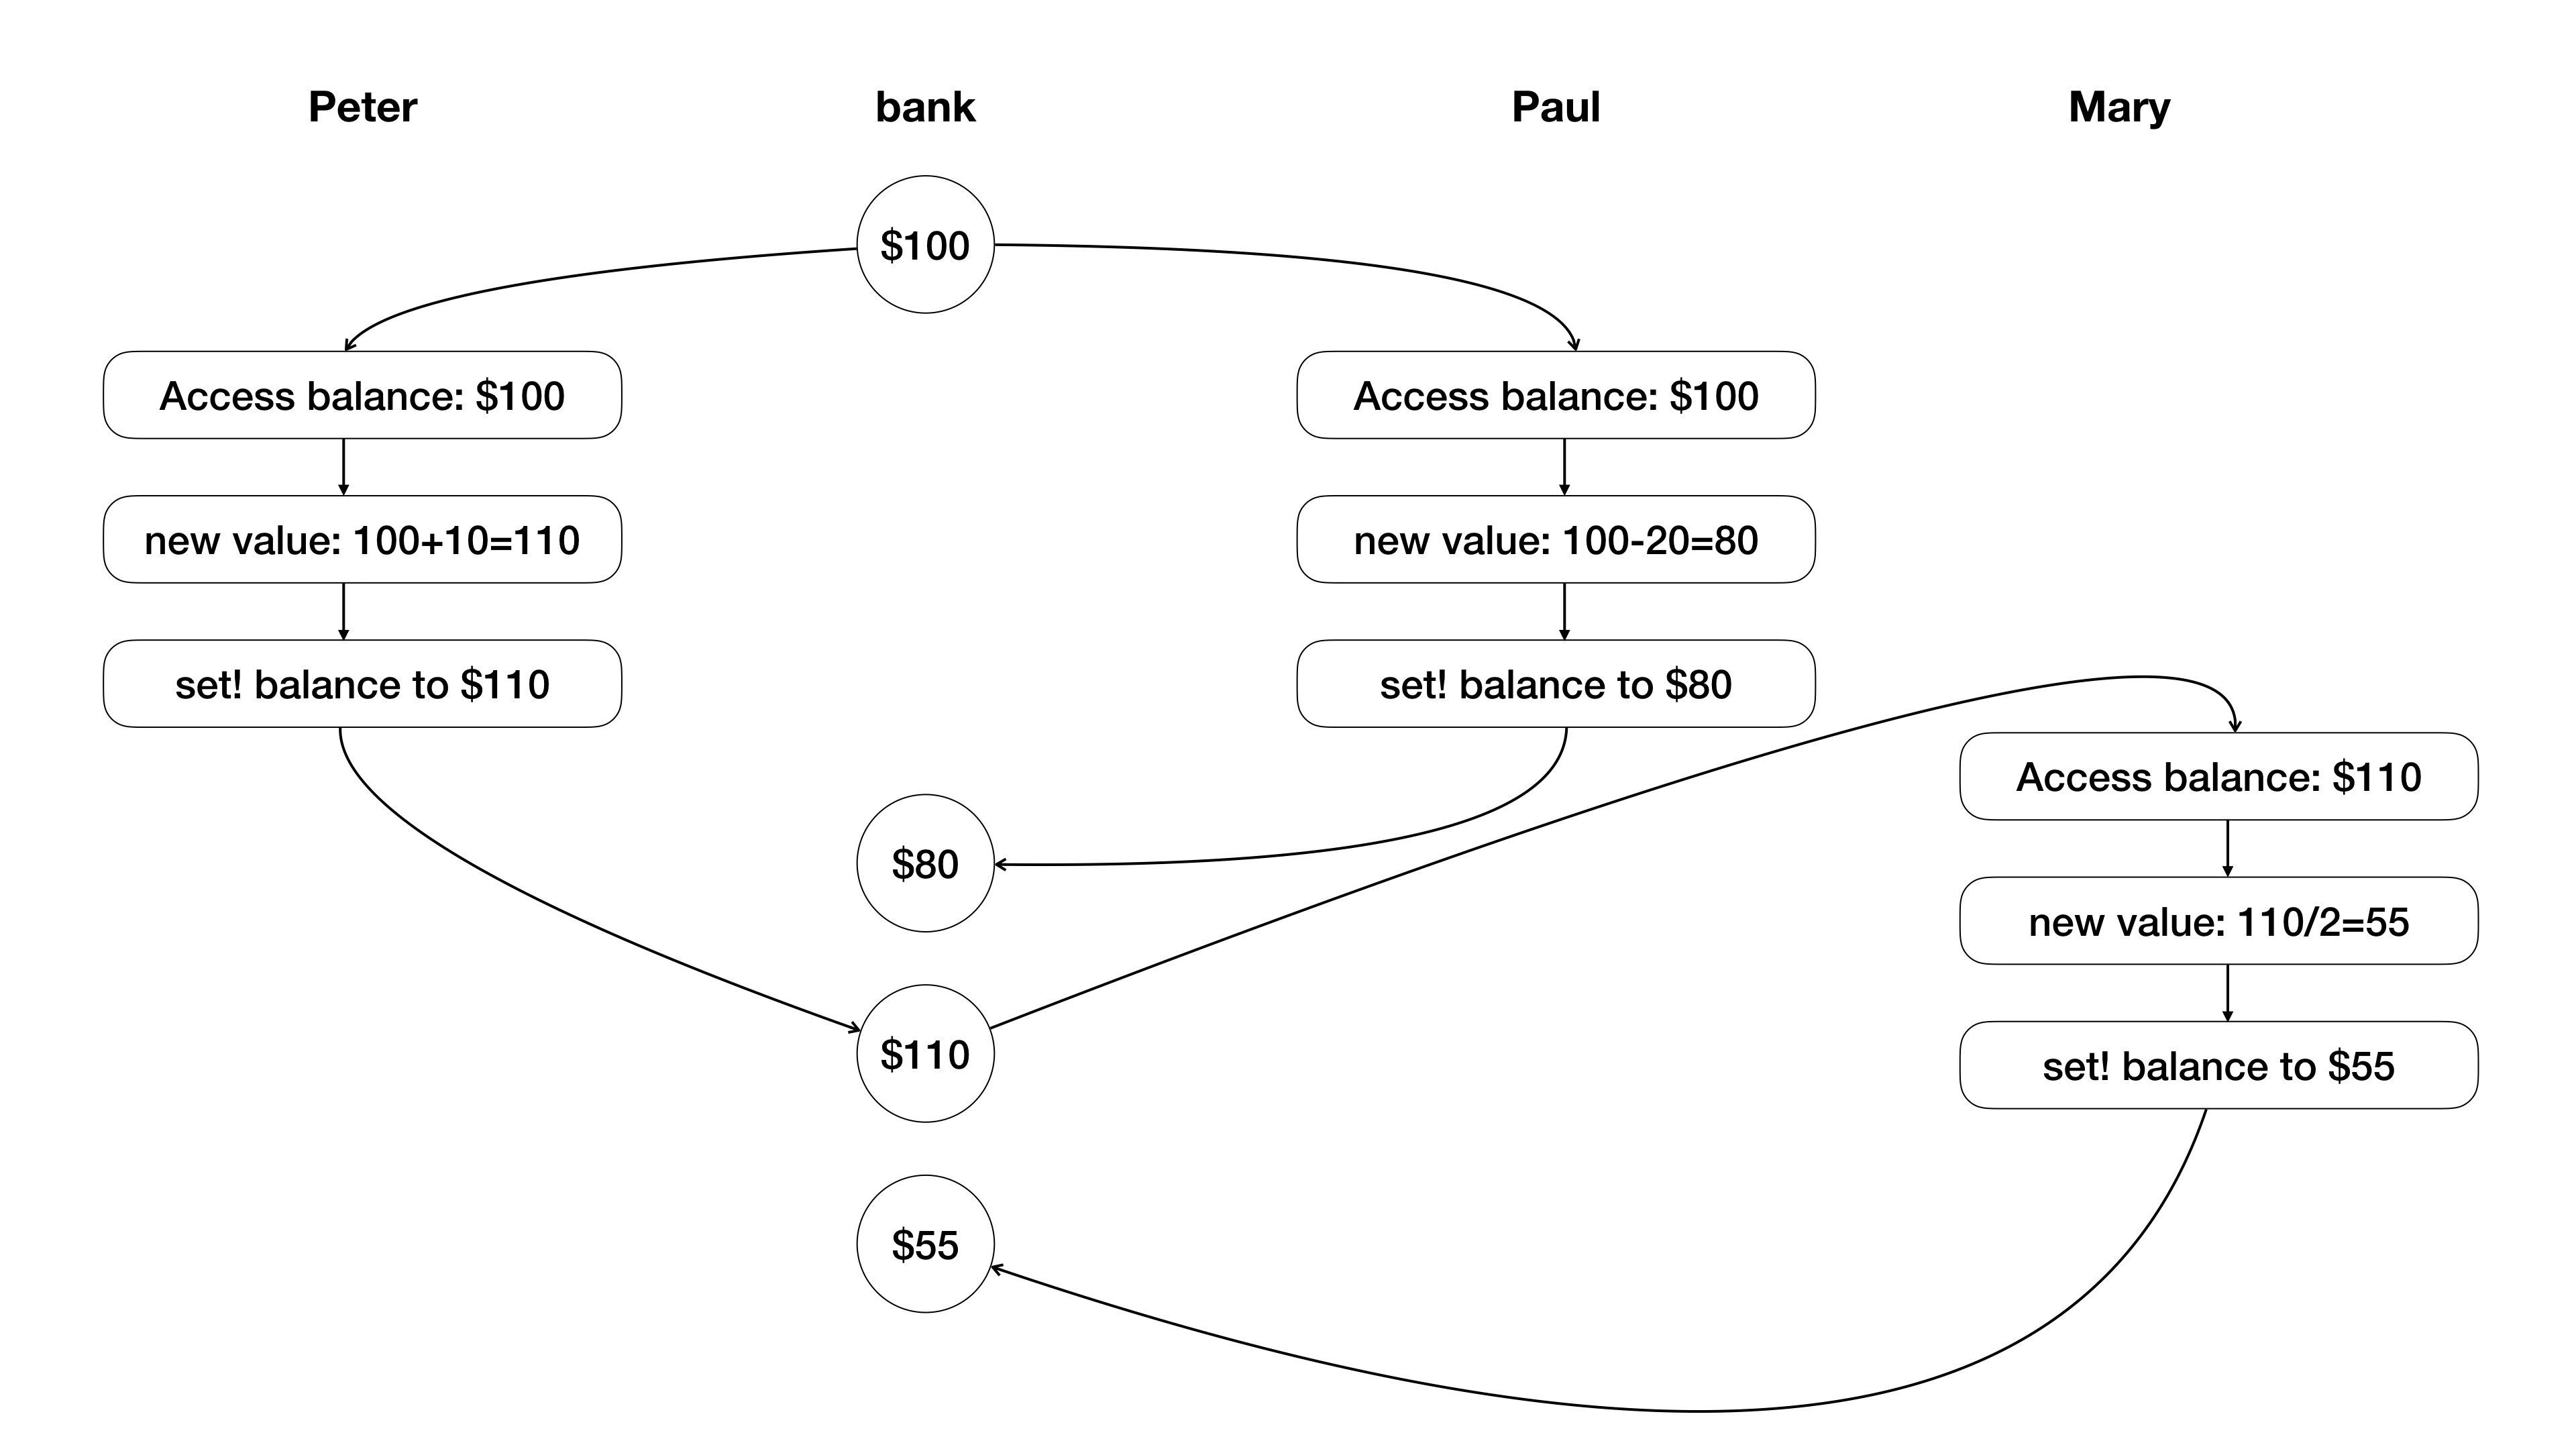 Peter
bank
Paul
Mary
$100
Access balance: $100
Access balance: $100
new value: 100+10=110
new value: 100-20=80
set! balance to $110
set! balance to $80
Access balance: $110
$80
new value: 110/2=55
$110
set! balance to $55
$55